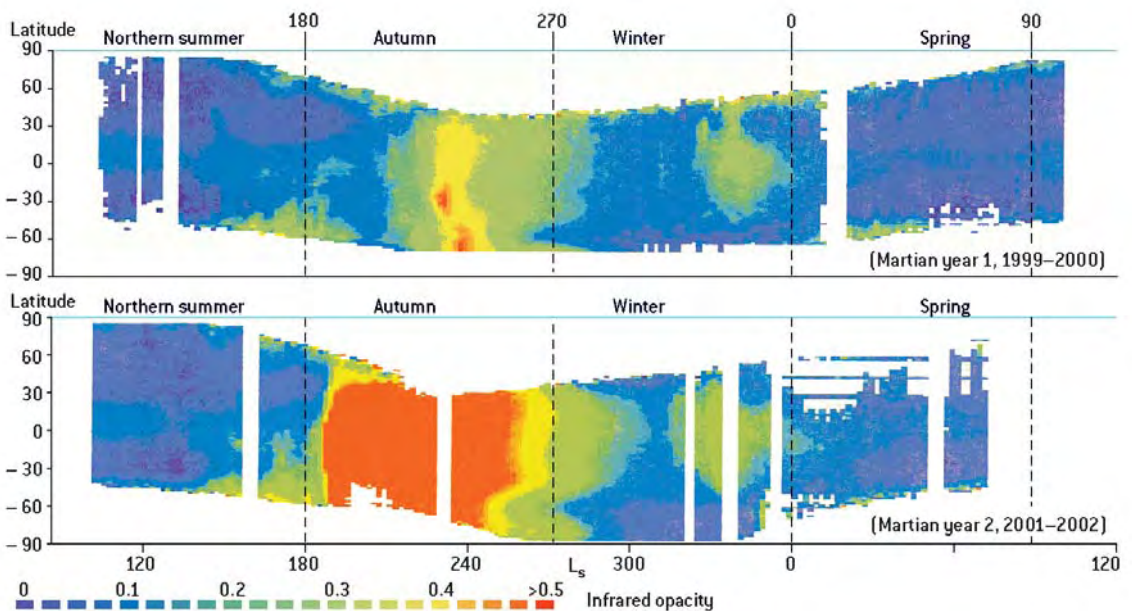 180 270 0 90
Latitude
Northern summer Autumn Winter Spring
90
60
30
0
– 30
– 60
– 90
(Martian year 1, 1999–2000)
Latitude
Northern summer Autumn Winter Spring
90
60
30
0
– 30
– 60
– 90
(Martian year 2, 2001–2002)
120 180 240 Ls 300 0 120
0 0.1 0.2 0.3 0.4 >0.5 Infrared opacity